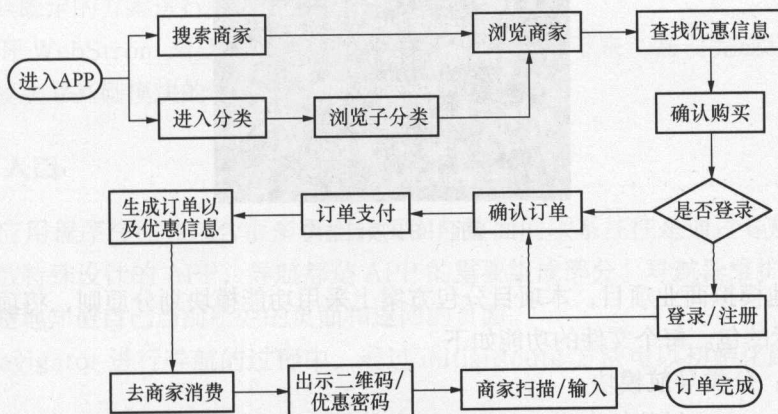 搜索商家
浏览商家
查找优惠信息
进入APP
进入分类
浏览子分类
确认购买
是否登录
登录/注册
确认订单
订单支付
生成订单以
及优惠信息
去商家消费
出示二维码/
优惠密码
商家扫描/输入
订单完成